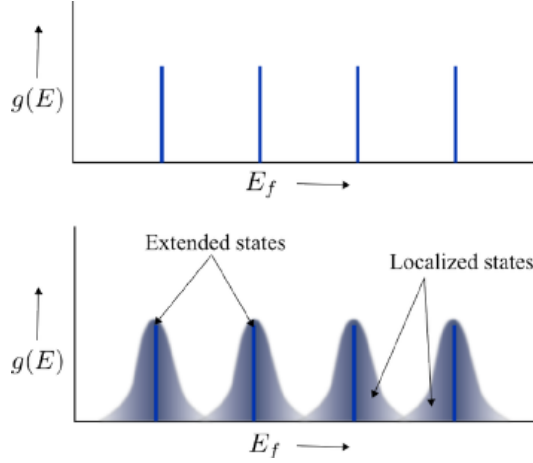 g(E)
E_f
Extended states
Localized states
g(E)
E_f